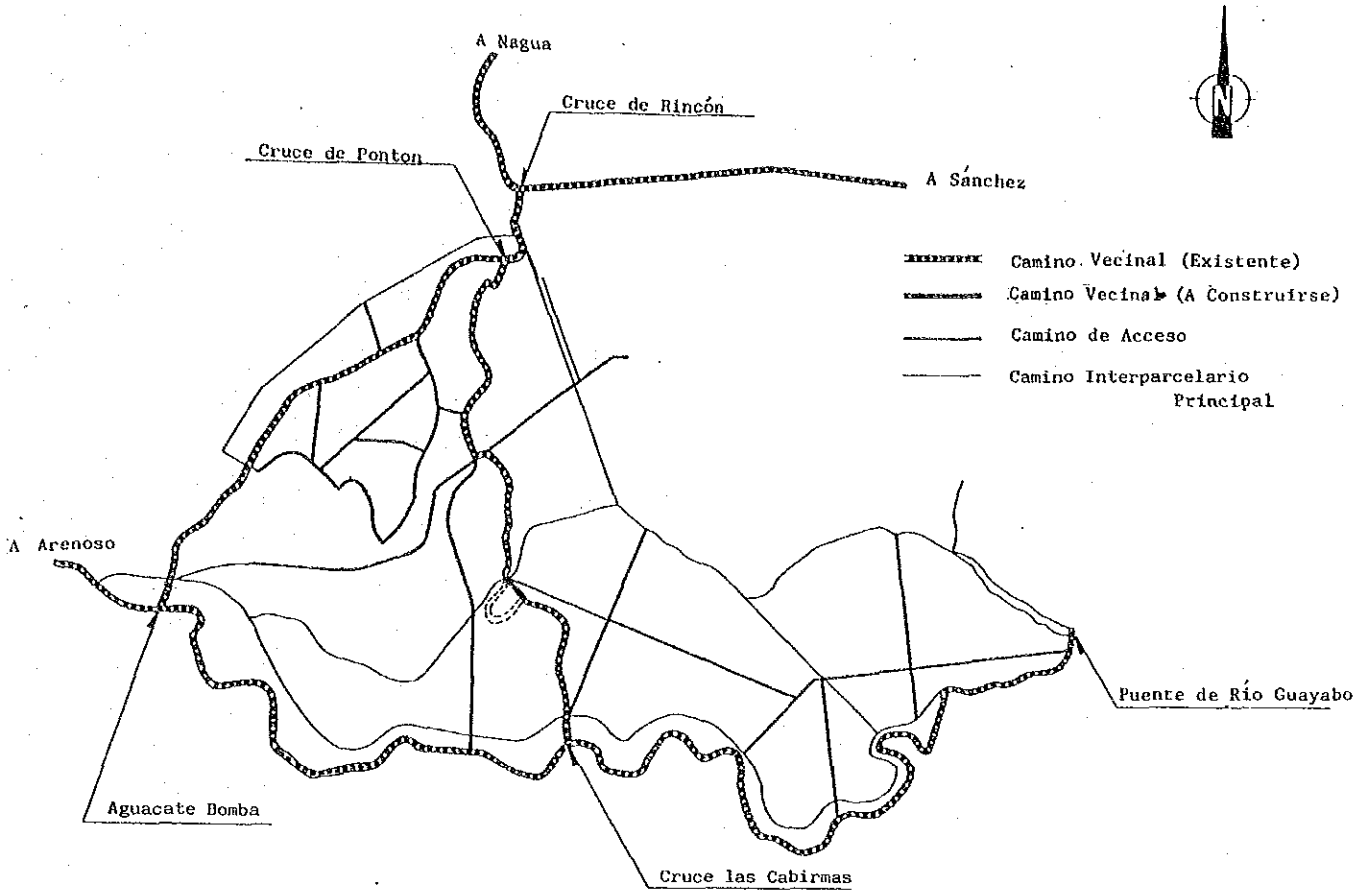 A Nagua
Cruce de Rincón
N
Cruce de Ponton
A Sánchez
Camino Vecinal (Existente)
Camino Vecinal (A Construirse)
Camino de Acceso
Camino Interparcelario
Principal
A Arenoso
Puente de Río Guayabo
Aguacate Bomba
Cruce las Cabirmas